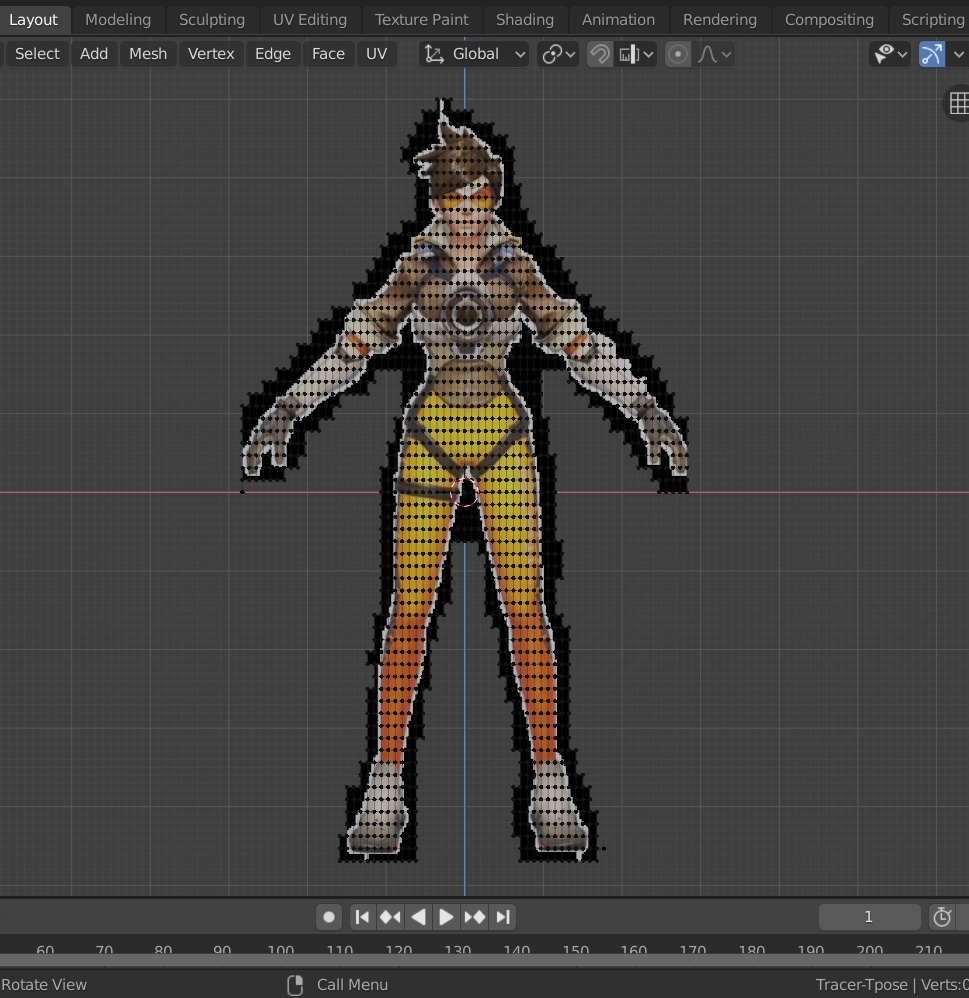 Layout Modeling Sculpting UV Editing Texture Paint Shading Animation Rendering Compositing Scripting
Select Add Mesh Vertex Edge Face UV Global
1
60 70 80 90 100 110 120 130 140 150 160 170 180 190 200 210
Rotate View Call Menu Tracer-Tpose | Verts:0